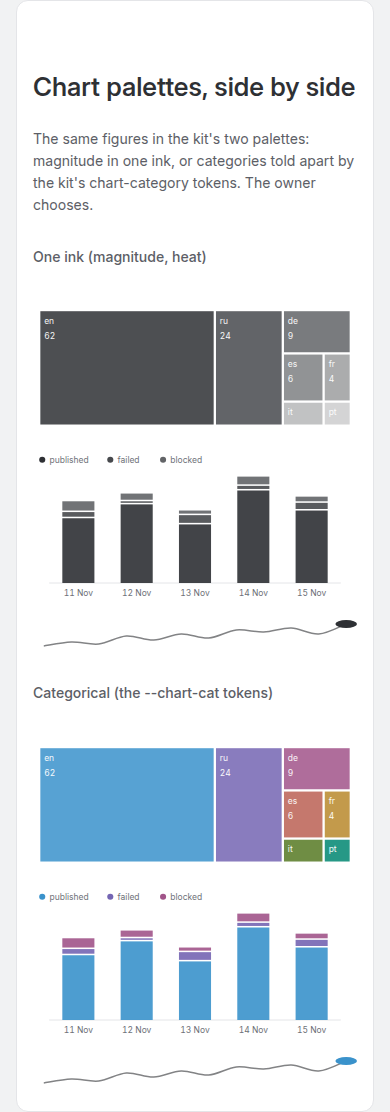 Chart palettes, side by side
The same figures in the kit's two palettes:
magnitude in one ink, or categories told apart by
the kit's chart-category tokens. The owner
chooses.
One ink (magnitude, heat)
en
62
ru
24
de
9
es
6
fr
4
it
pt
published failed blocked
11 Nov 12 Nov 13 Nov 14 Nov 15 Nov
Categorical (the --chart-cat tokens)
en
62
ru
24
de
9
es
6
fr
4
it
pt
published failed blocked
11 Nov 12 Nov 13 Nov 14 Nov 15 Nov